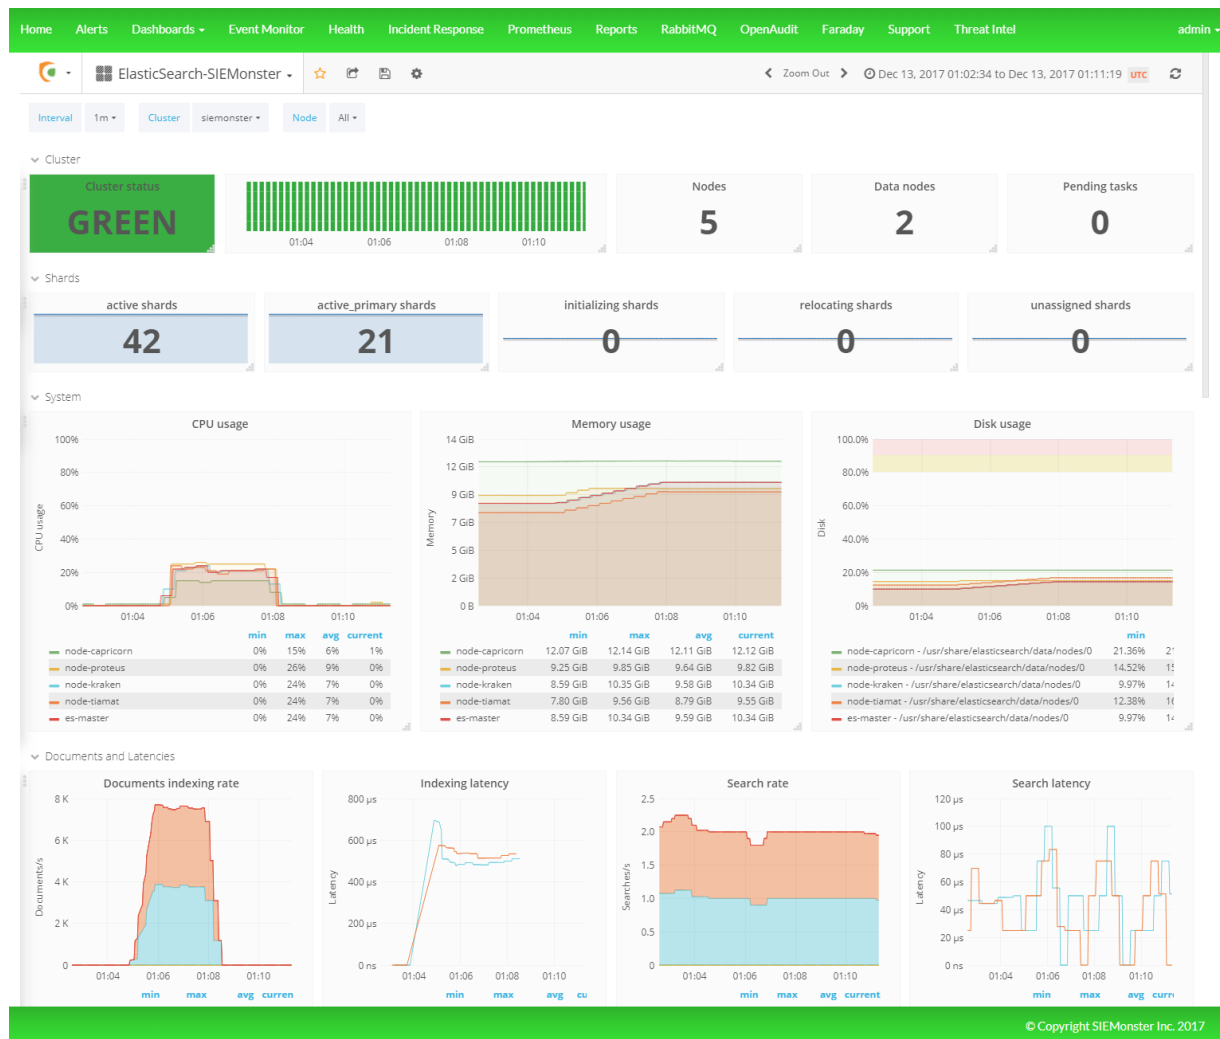 Home Alerts Dashboards Event Monitor Health Incident Response Prometheus Reports RabbitMQ OpenAudit Faraday Support Threat Intel admin
ElasticSearch-SIEMonster Zoom Out Dec 13, 2017 01:02:34 to Dec 13, 2017 01:11:19 UTC
Interval 1m Cluster siemonster Node All
Cluster
Cluster status
GREEN
01:04 01:06 01:08 01:10
Nodes
5
Data nodes
2
Pending tasks
0
Shards
active shards
42
active_primary shards
21
initializing shards
0
relocating shards
0
unassigned shards
0
System
CPU usage
CPU usage
100%
80%
60%
40%
20%
0%
01:04 01:06 01:08 01:10
min max avg current
node-capricorn 0% 15% 6% 1%
node-proteus 0% 26% 9% 0%
node-kraken 0% 24% 7% 0%
node-tiamat 0% 24% 7% 0%
es-master 0% 24% 7% 0%
Memory usage
Memory
14 GiB
12 GiB
9 GiB
7 GiB
5 GiB
2 GiB
0 B
01:04 01:06 01:08 01:10
min max avg current
node-capricorn 12.07 GiB 12.14 GiB 12.11 GiB 12.12 GiB
node-proteus 9.25 GiB 9.85 GiB 9.64 GiB 9.82 GiB
node-kraken 8.59 GiB 10.35 GiB 9.58 GiB 10.34 GiB
node-tiamat 7.80 GiB 9.56 GiB 8.79 GiB 9.55 GiB
es-master 8.59 GiB 10.34 GiB 9.59 GiB 10.34 GiB
Disk usage
Disk
100.0%
80.0%
60.0%
40.0%
20.0%
0%
01:04 01:06 01:08 01:10
min
node-capricorn - /usr/share/elasticsearch/data/nodes/0 21.36%
node-proteus - /usr/share/elasticsearch/data/nodes/0 14.52%
node-kraken - /usr/share/elasticsearch/data/nodes/0 9.97%
node-tiamat - /usr/share/elasticsearch/data/nodes/0 12.38%
es-master - /usr/share/elasticsearch/data/nodes/0 9.97%
Documents and Latencies
Documents indexing rate
Documents/s
8 K
6 K
4 K
2 K
0
01:04 01:06 01:08 01:10
min max avg curren
Indexing latency
Latency
800 µs
600 µs
400 µs
200 µs
0 ns
01:04 01:06 01:08 01:10
min max avg cu
Search rate
Searches/s
2.5
2.0
1.5
1.0
0.5
0
01:04 01:06 01:08 01:10
min max avg current
Search latency
Latency
120 µs
100 µs
80 µs
60 µs
40 µs
20 µs
0 ns
01:04 01:06 01:08 01:10
min max avg curr
© Copyright SIEMonster Inc. 2017